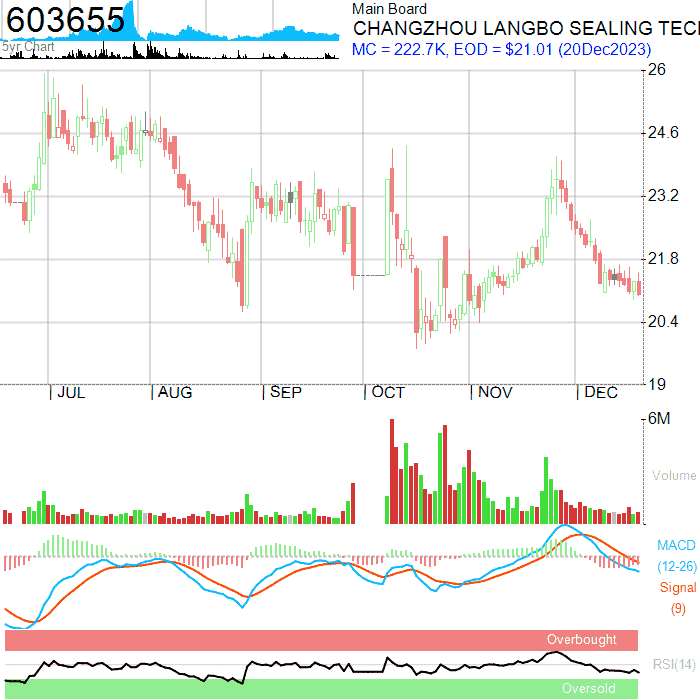 603655
5yr Chart
Main Board
CHANGZHOU LANGBO SEALING TEC
MC = 222.7K, EOD = $21.01 (20Dec2023)
26
24.6
23.2
21.8
20.4
19
JUL AUG SEP OCT NOV DEC
6M
Volume
MACD
(12-26)
Signal
(9)
Overbought
RSI(14)
Oversold